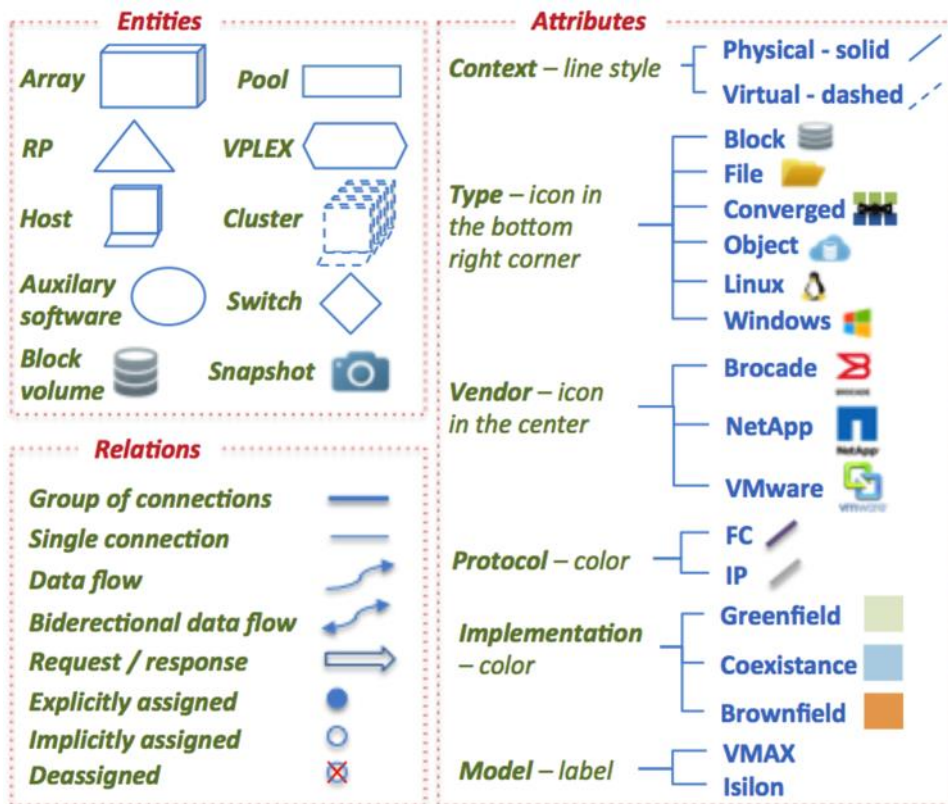 Entities
Array
Pool
RP
VPLEX
Host
Cluster
Auxilary
software
Switch
Block
volume
Snapshot
Relations
Group of connections
Single connection
Data flow
Biderectional data flow
Request / response
Explicitly assigned
Implicitly assigned
Deassigned
Attributes
Context – line style
Physical - solid
Virtual - dashed
Type – icon in
the bottom
right corner
Block
File
Converged
Object
Linux
Windows
Vendor – icon
in the center
Brocade
BROCADE
NetApp
NetApp
VMware
vmware
Protocol – color
FC
IP
Implementation
– color
Greenfield
Coexistance
Brownfield
Model – label
VMAX
Isilon